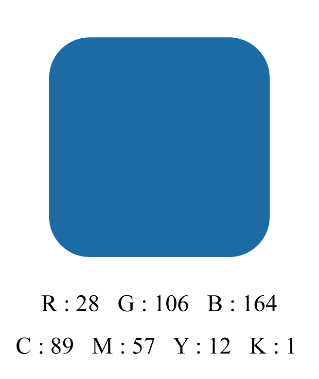 R : 28 G : 106 B : 164
C : 89 M : 57 Y : 12 K : 1